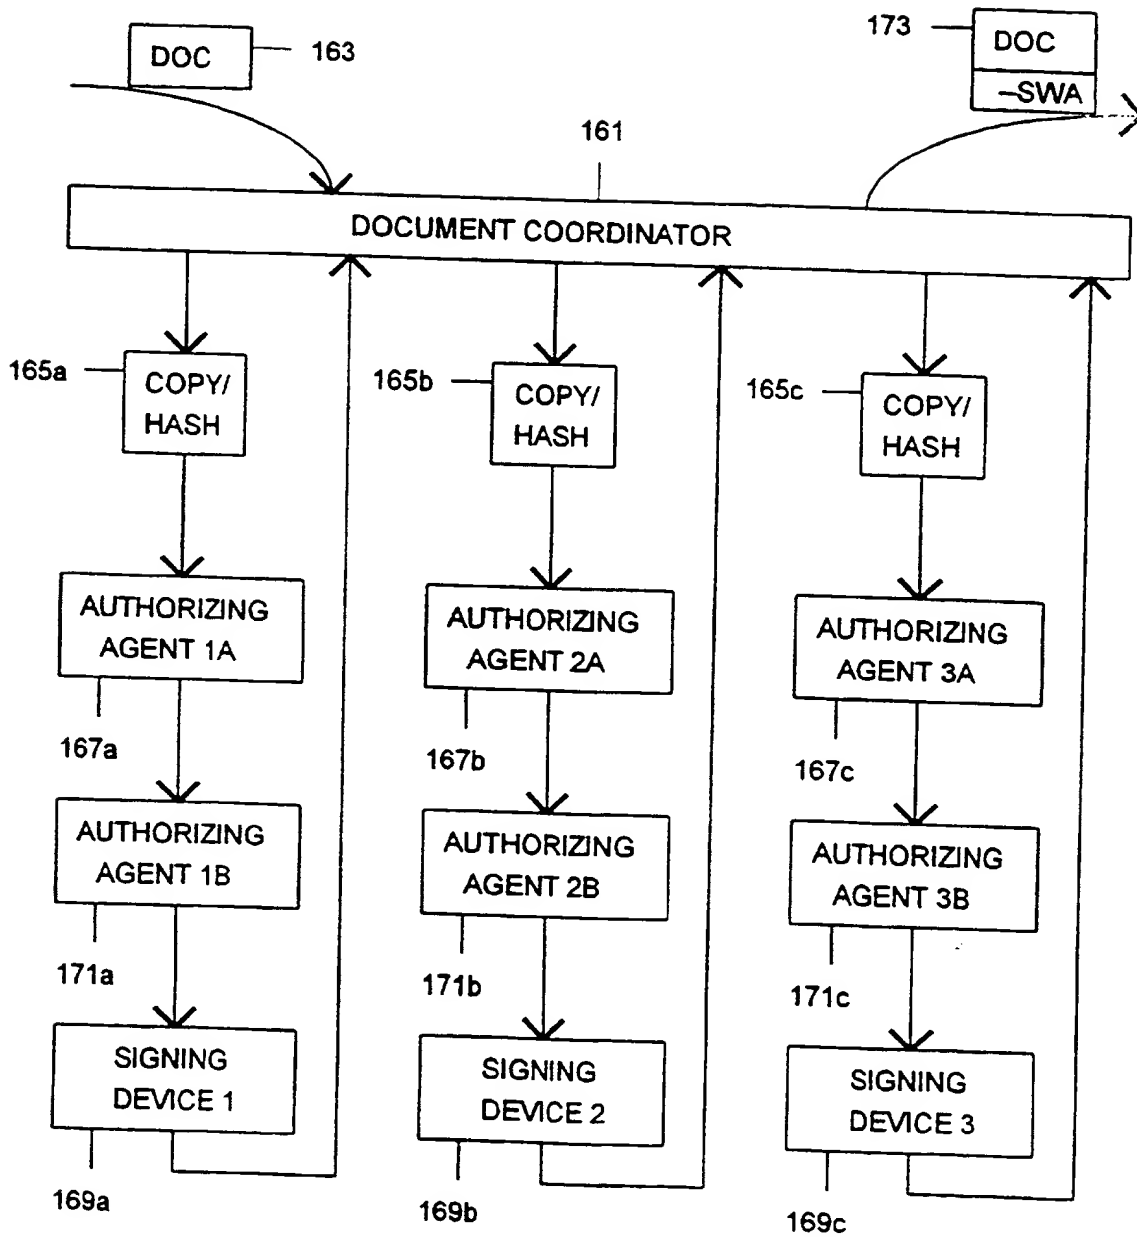 DOC
163
173
DOC
–SWA
161
DOCUMENT COORDINATOR
165a
COPY/
HASH
165b
COPY/
HASH
165c
COPY/
HASH
AUTHORIZING
AGENT 1A
AUTHORIZING
AGENT 2A
AUTHORIZING
AGENT 3A
167a
167b
167c
AUTHORIZING
AGENT 1B
AUTHORIZING
AGENT 2B
AUTHORIZING
AGENT 3B
171a
171b
171c
SIGNING
DEVICE 1
SIGNING
DEVICE 2
SIGNING
DEVICE 3
169a
169b
169c